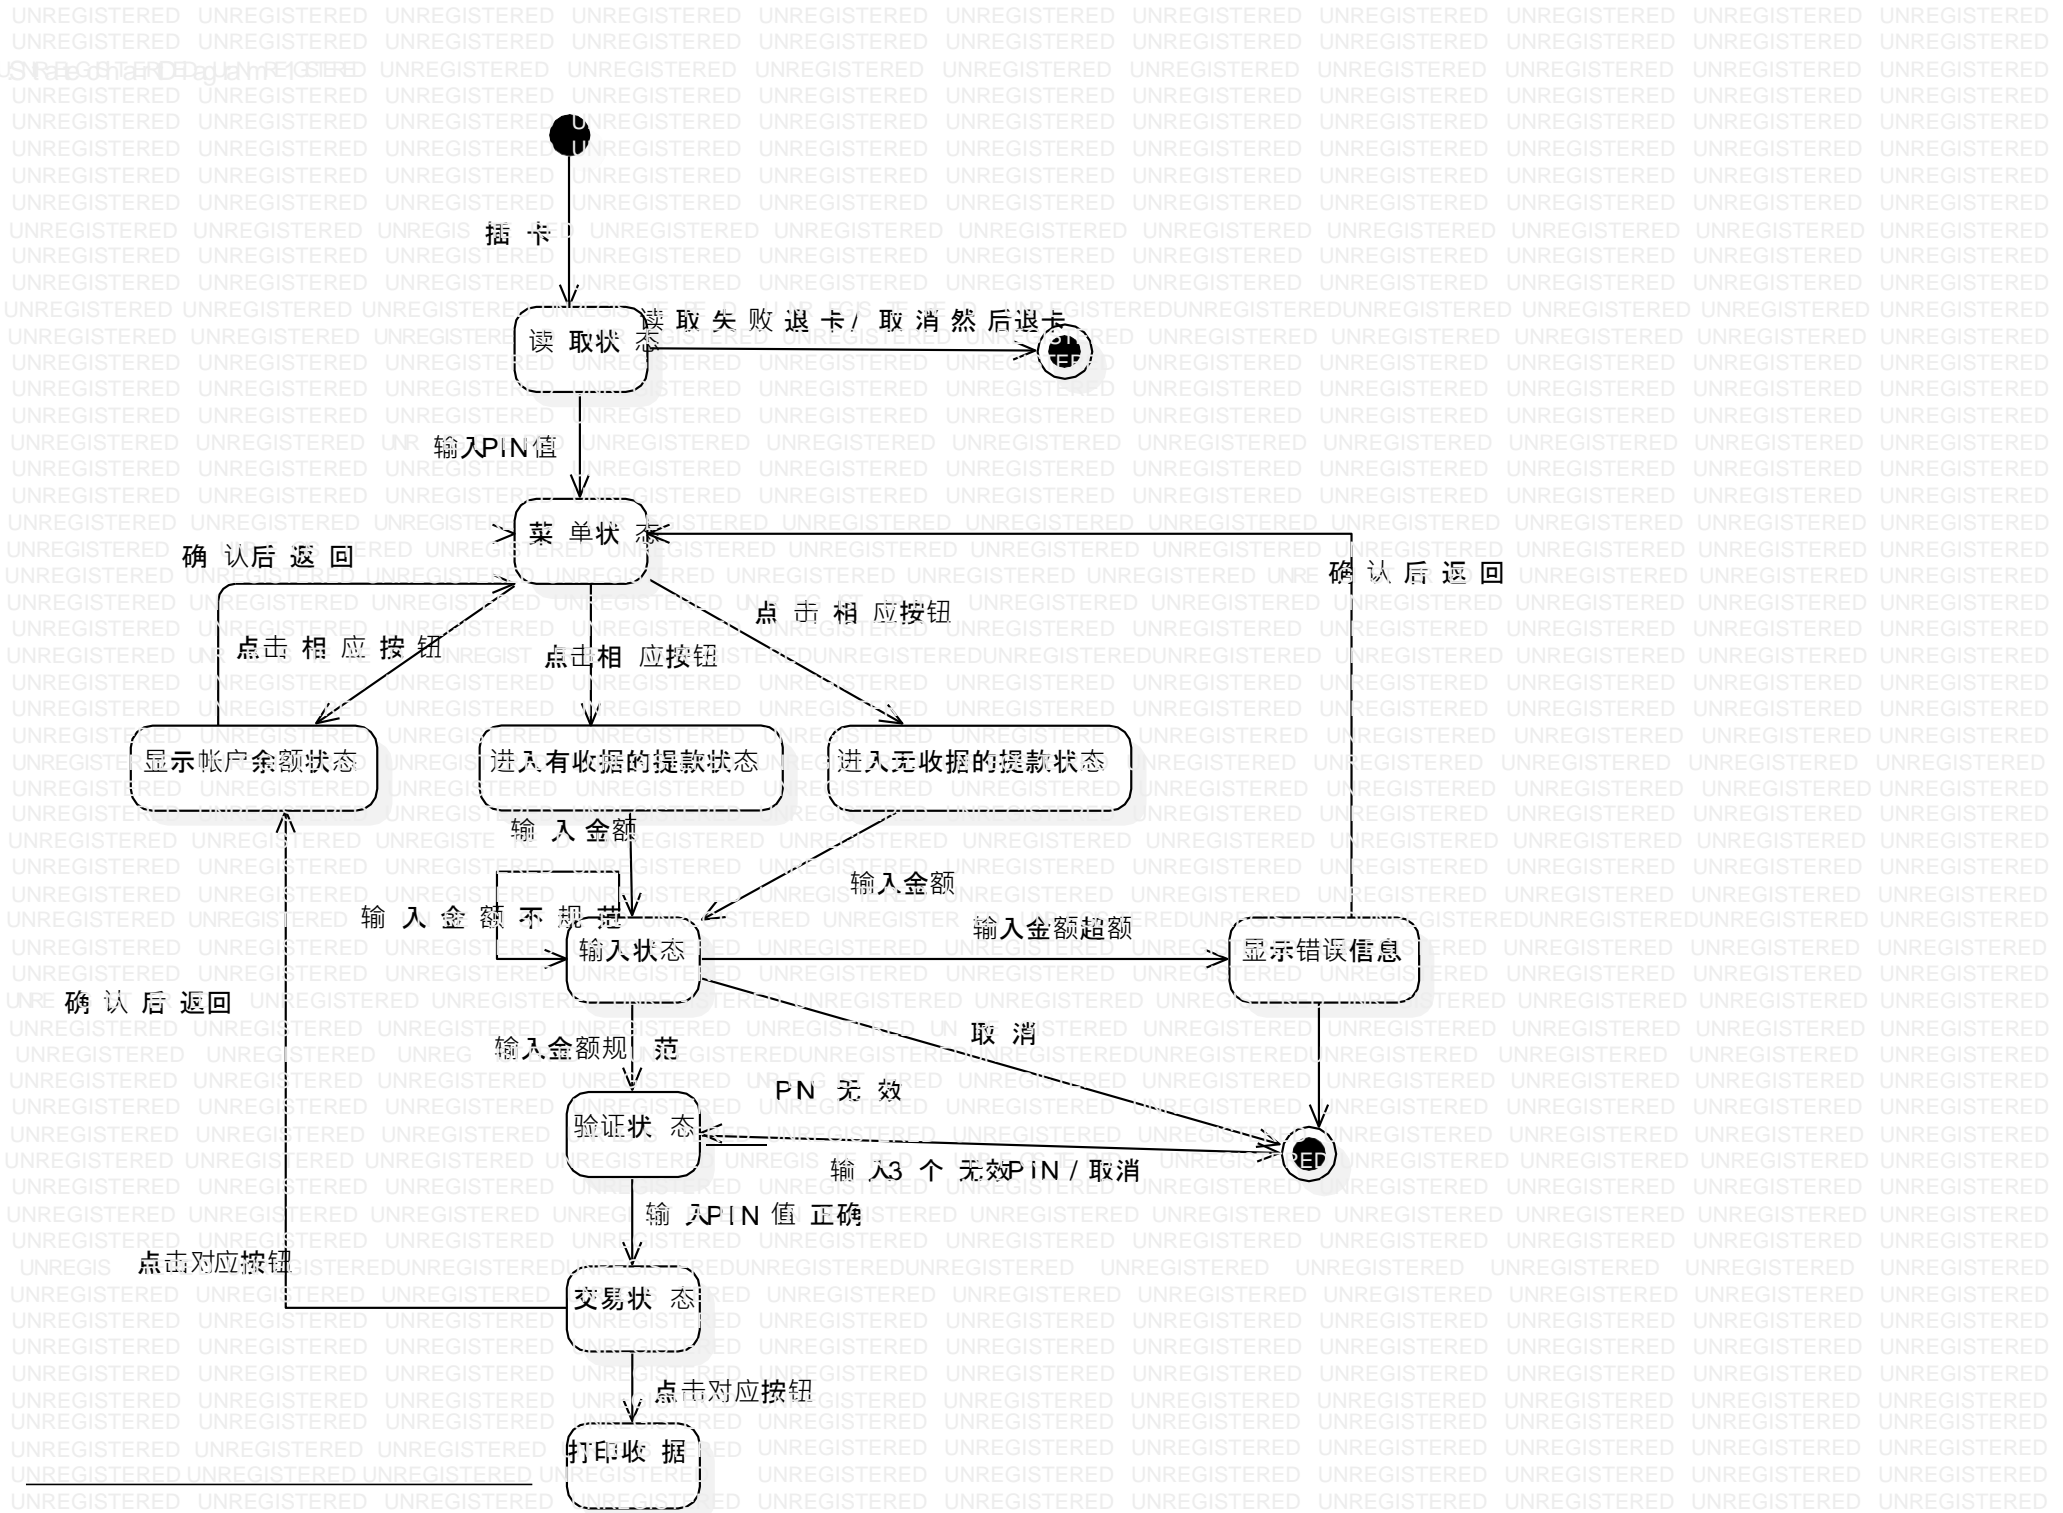 插卡
读取失败退卡/取消然后退卡
读取状态
输入PIN值
菜单状态
确认后返回
确认后返回
点击相应按钮
点击相应按钮
点击相应按钮
显示帐户余额状态
进入有收据的提款状态
进入无收据的提款状态
输入金额
输入金额
输入金额不规范
输入金额超额
输入状态
显示错误信息
确认后返回
取消
输入金额规范
PN无效
验证状态
输入3个无效PIN/取消
输入PIN值正确
点击对应按钮
交易状态
点击对应按钮
打印收据